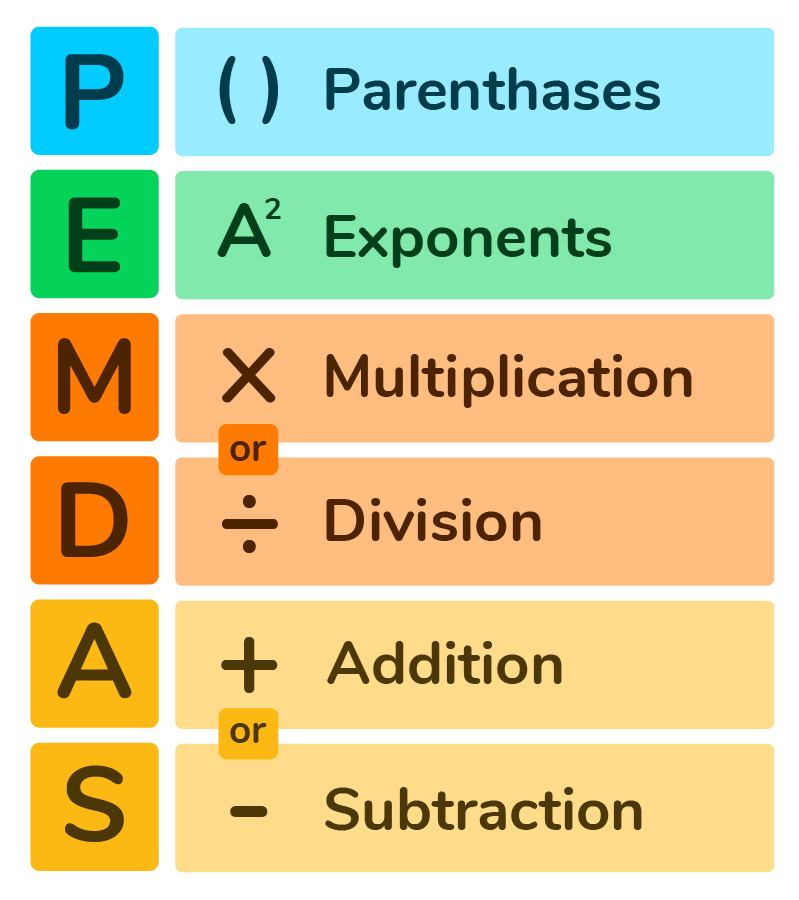 P ( ) Parenthases
E A² Exponents
M × Multiplication
or
D ÷ Division
A + Addition
or
S - Subtraction